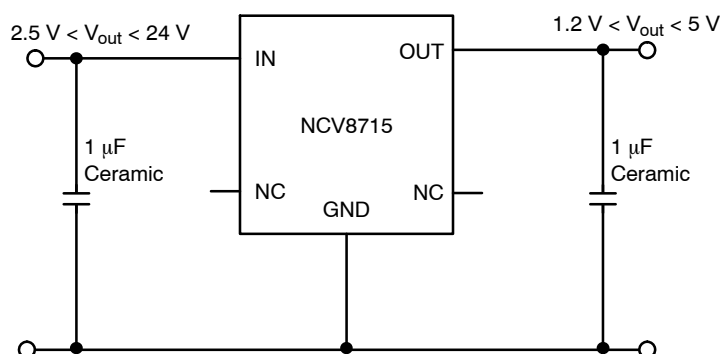 2.5 V < Vout < 24 V
1.2 V < Vout < 5 V
IN
OUT
NCV8715
1 μF
Ceramic
1 μF
Ceramic
NC
NC
GND